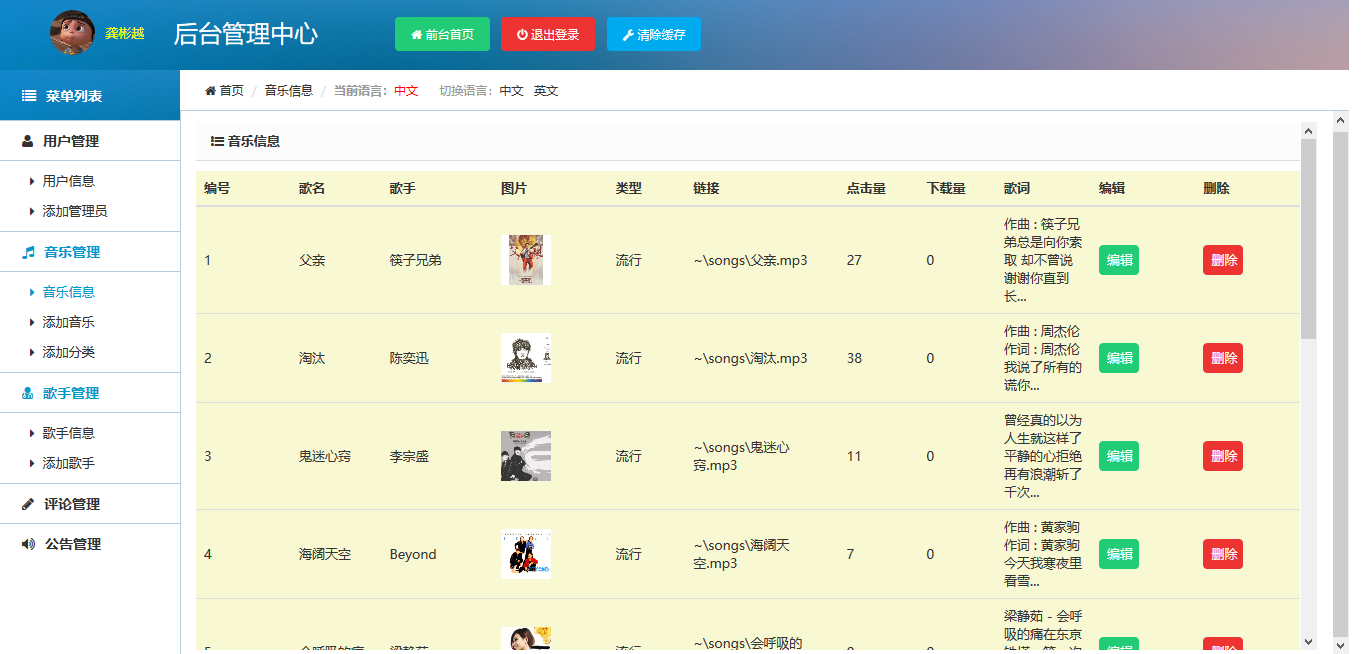 龚彬越 后台管理中心 前台首页 退出登录 清除缓存
菜单列表
首页 / 音乐信息 / 当前语言：中文 切换语言：中文 英文
用户管理
用户信息
添加管理员
音乐管理
音乐信息
添加音乐
添加分类
歌手管理
歌手信息
添加歌手
评论管理
公告管理
音乐信息
编号 歌名 歌手 图片 类型 链接 点击量 下载量 歌词 编辑 删除
1 父亲 筷子兄弟 流行 ~\songs\父亲.mp3 27 0
作曲 : 筷子兄
弟总是向你索
取 却不曾说
谢谢你直到
长...
编辑 删除
2 淘汰 陈奕迅 流行 ~\songs\淘汰.mp3 38 0
作曲 : 周杰伦
作词 : 周杰伦
我说了所有的
谎你...
编辑 删除
3 鬼迷心窍 李宗盛 流行
~\songs\鬼迷心
窍.mp3
11 0
曾经真的以为
人生就这样了
平静的心拒绝
再有浪潮斩了
千次...
编辑 删除
4 海阔天空 Beyond 流行
~\songs\海阔天
空.mp3
7 0
作曲 : 黄家驹
作词 : 黄家驹
今天我寒夜里
看雪...
编辑 删除
~\songs\会呼吸的
梁静茹 - 会呼
吸的痛在东京